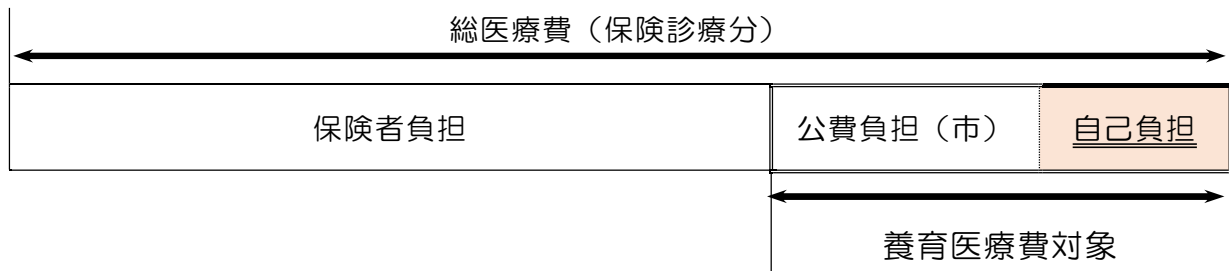 総医療費（保険診療分）
保険者負担
公費負担（市）
自己負担
養育医療費対象